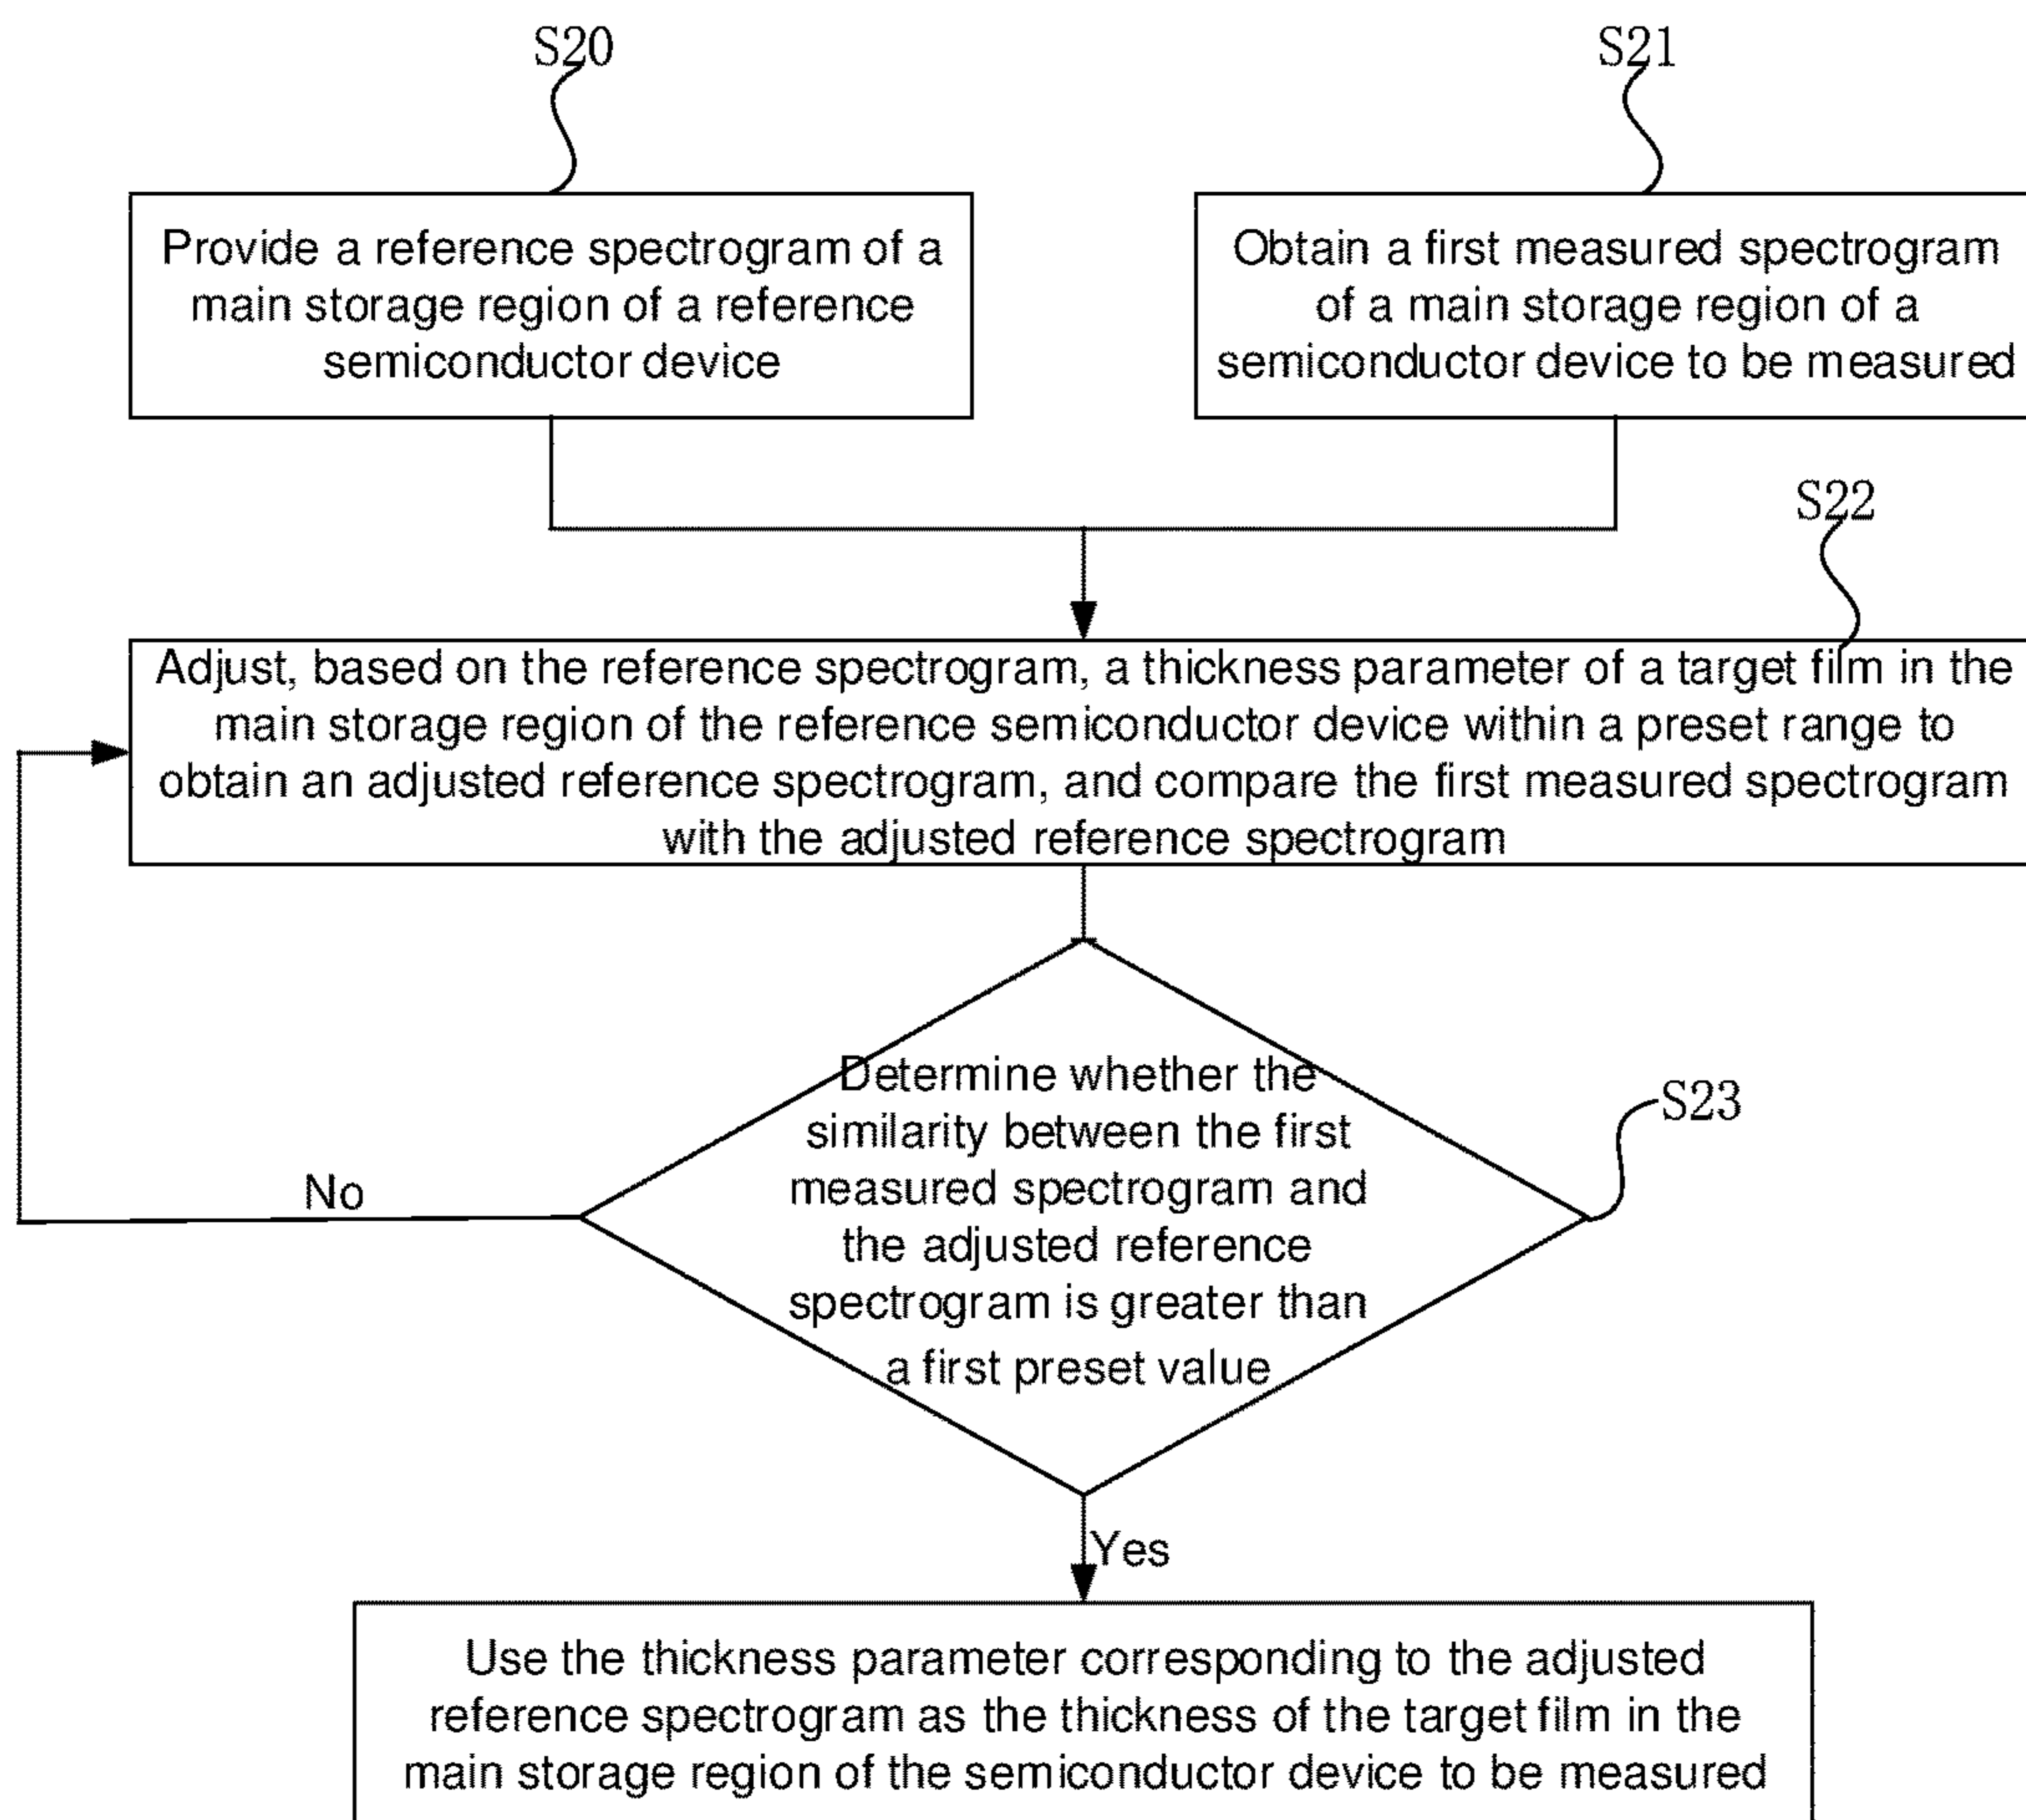 S20
S21
Provide a reference spectrogram of a
main storage region of a reference
semiconductor device
Obtain a first measured spectrogram
of a main storage region of a
semiconductor device to be measured
S22
Adjust, based on the reference spectrogram, a thickness parameter of a target film in the
main storage region of the reference semiconductor device within a preset range to
obtain an adjusted reference spectrogram, and compare the first measured spectrogram
with the adjusted reference spectrogram
Determine whether the
similarity between the first
measured spectrogram and
the adjusted reference
spectrogram is greater than
a first preset value
S23
No
Yes
Use the thickness parameter corresponding to the adjusted
reference spectrogram as the thickness of the target film in the
main storage region of the semiconductor device to be measured